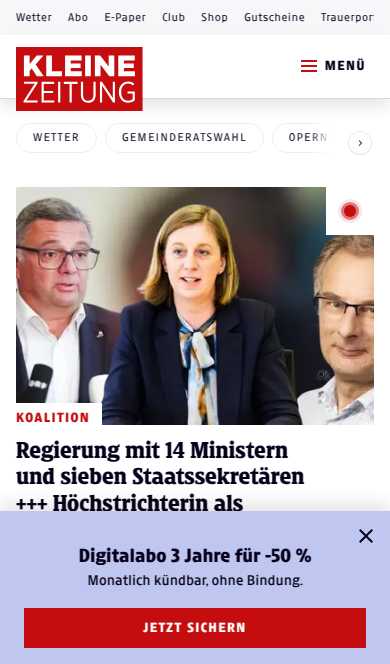 Wetter Abo E-Paper Club Shop Gutscheine Trauerpor
KLEINE
ZEITUNG
MENÜ
WETTER GEMEINDERATSWAHL OPERN
KOALITION
Regierung mit 14 Ministern
und sieben Staatssekretären
+++ Höchstrichterin als
Digitalabo 3 Jahre für -50 %
Monatlich kündbar, ohne Bindung.
JETZT SICHERN